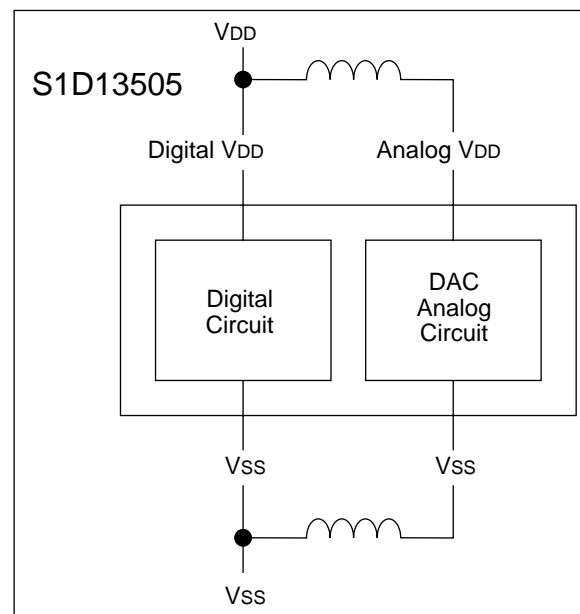 VDD
S1D13505
Digital VDD
Analog VDD
Digital
Circuit
DAC
Analog
Circuit
VSS
VSS
VSS